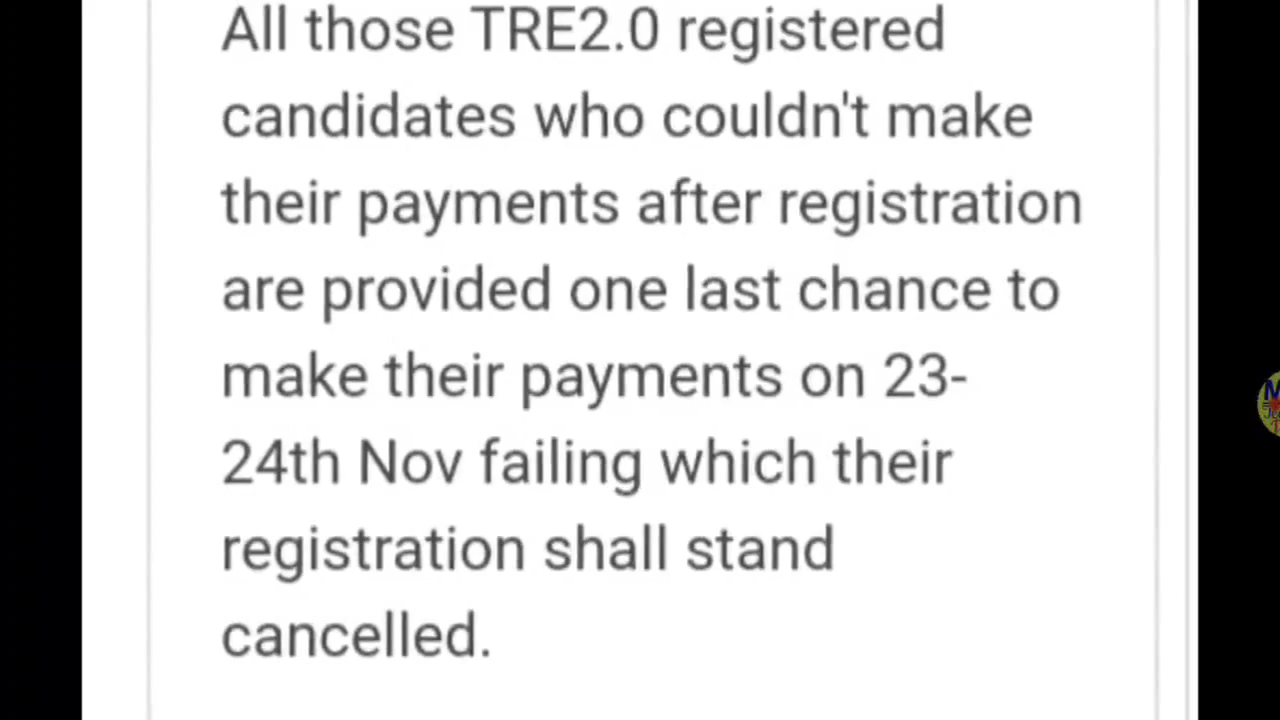 All those TRE2.0 registered
candidates who couldn't make
their payments after registration
are provided one last chance to
make their payments on 23-
24th Nov failing which their
registration shall stand
cancelled.